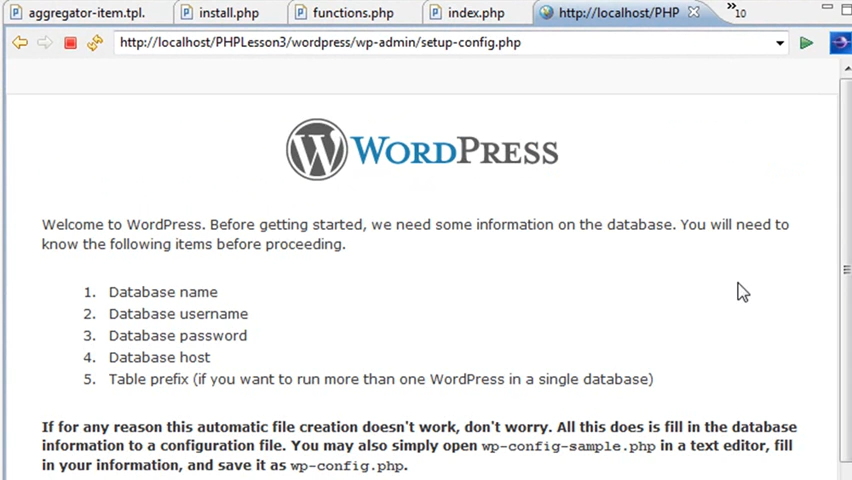 aggregator-item.tpl.
install.php
functions.php
index.php
http://localhost/PHP
10
http://localhost/PHPLesson3/wordpress/wp-admin/setup-config.php
WORDPRESS
Welcome to WordPress. Before getting started, we need some information on the database. You will need to
know the following items before proceeding.
1. Database name
2. Database username
3. Database password
4. Database host
5. Table prefix (if you want to run more than one WordPress in a single database)
If for any reason this automatic file creation doesn't work, don't worry. All this does is fill in the database
information to a configuration file. You may also simply open wp-config-sample.php in a text editor, fill
in your information, and save it as wp-config.php.